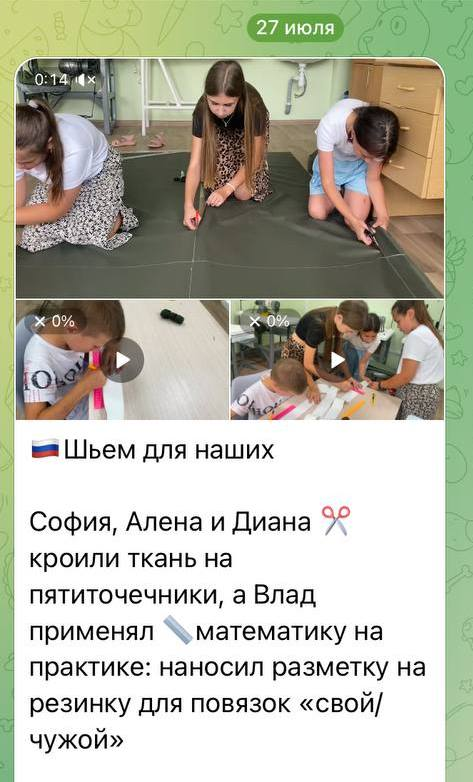 27 июля
0:14
0%
0%
Шьем для наших
София, Алена и Диана
кроили ткань на
пятиточечники, а Влад
применял математику на
практике: наносил разметку на
резинку для повязок «свой/
чужой»